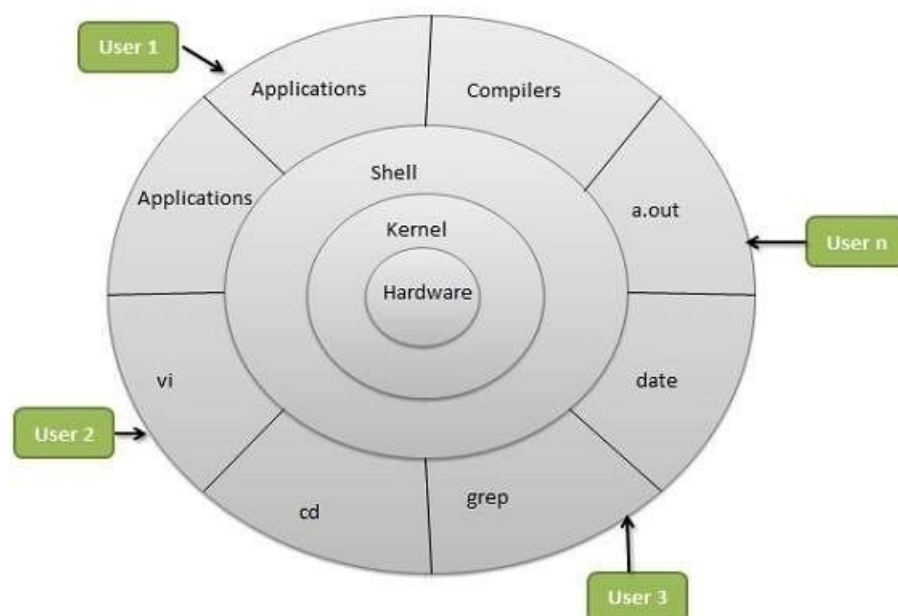 User 1
Applications
Compilers
Shell
Applications
a.out
Kernel
User n
Hardware
vi
date
User 2
grep
cd
User 3